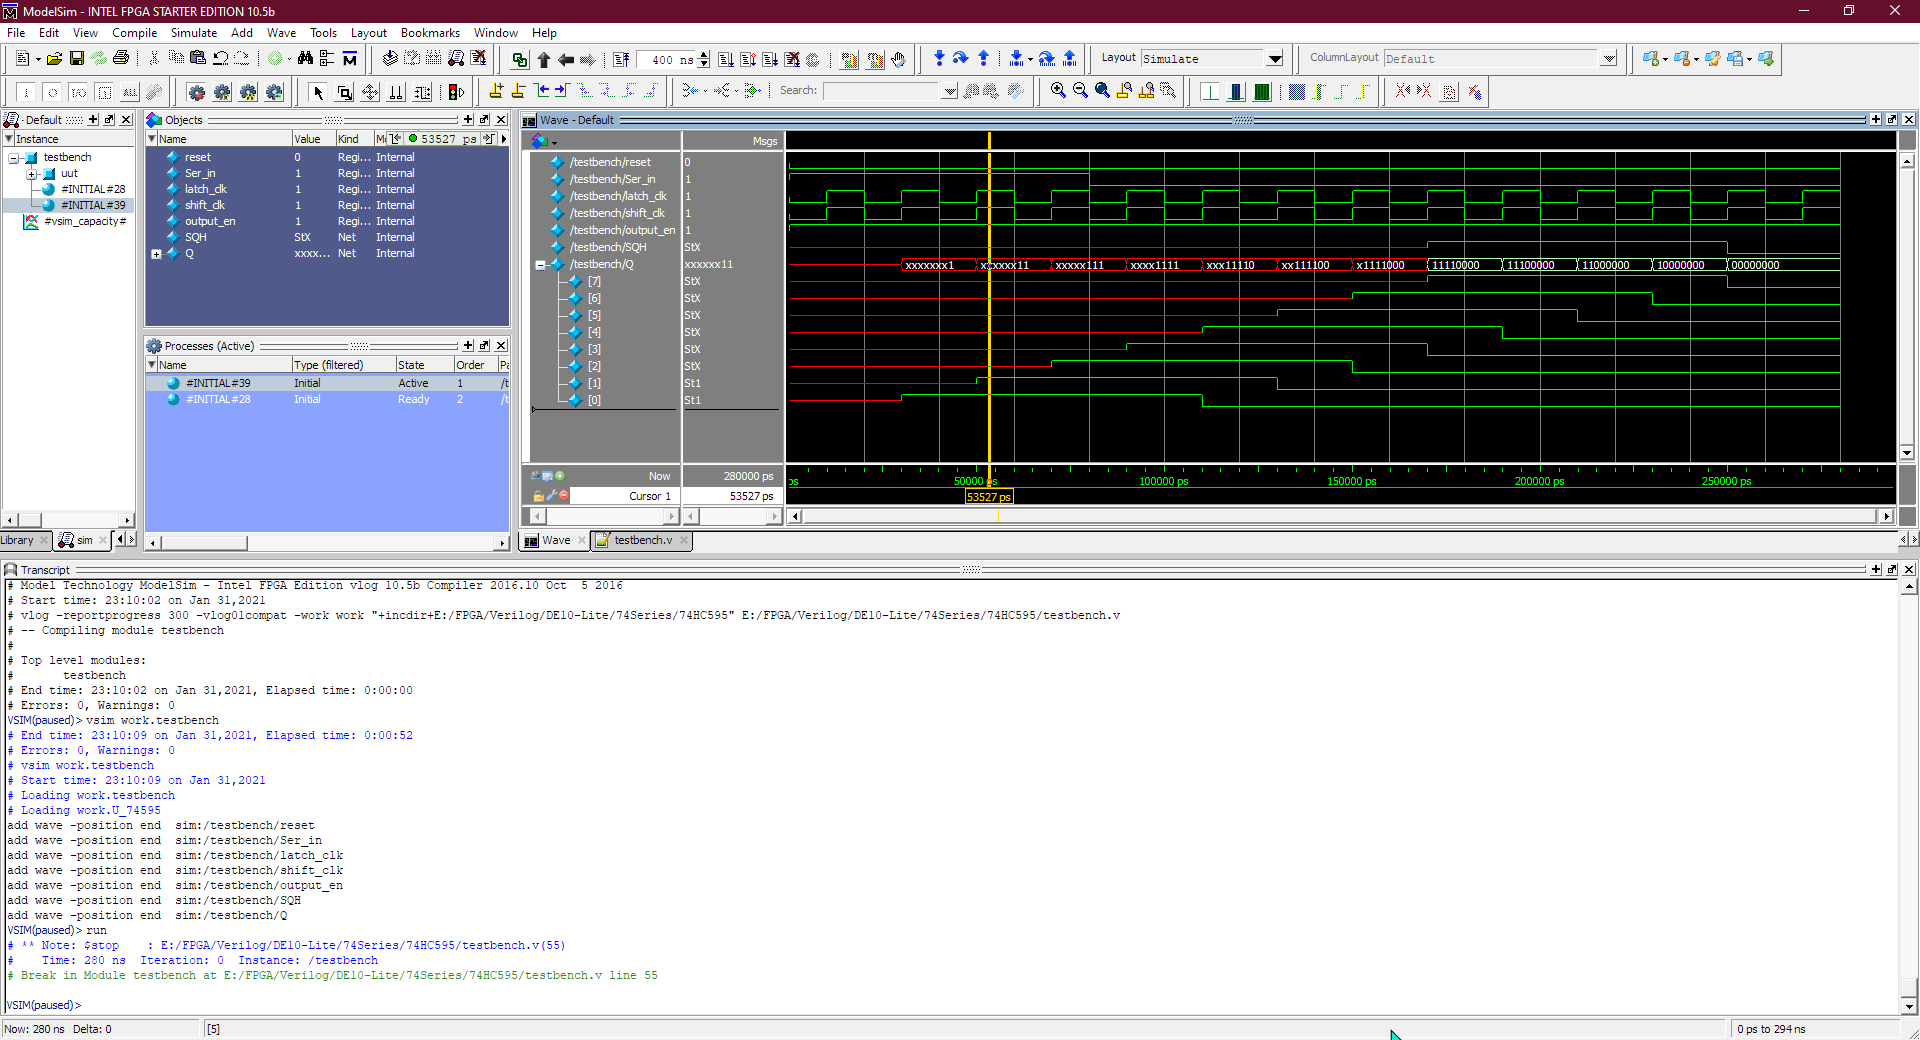 ModelSim - INTEL FPGA STARTER EDITION 10.5b
File Edit View Compile Simulate Add Wave Tools Layout Bookmarks Window Help
400 ns
Layout Simulate
ColumnLayout Default
ALL
Search:
Default
Instance
testbench
uut
#INITIAL#28
#INITIAL#39
#vsim_capacity#
Library
sim
Objects
Name Value Kind 53527 ps
reset 0 Regi... Internal
Ser_in 1 Regi... Internal
latch_clk 1 Regi... Internal
shift_clk 1 Regi... Internal
output_en 1 Regi... Internal
SQH StX Net Internal
Q xxxx... Net Internal
Processes (Active)
Name Type (filtered) State Order Pa
#INITIAL#39 Initial Active 1 /t
#INITIAL#28 Initial Ready 2 /t
Wave - Default
Msgs
/testbench/reset 0
/testbench/Ser_in 1
/testbench/latch_clk 1
/testbench/shift_clk 1
/testbench/output_en 1
/testbench/SQH StX
/testbench/Q xxxxxx11 xxxxxxx1 xxxxxx11 xxxxx111 xxxx1111 xxx11110 xx111100 x1111000 11110000 11100000 11000000 10000000 00000000
[7] StX
[6] StX
[5] StX
[4] StX
[3] StX
[2] StX
[1] St1
[0] St1
Now 280000 ps ps 50000 ps 100000 ps 150000 ps 200000 ps 250000 ps
Cursor 1 53527 ps 53527 ps
Wave testbench.v
Transcript
# Model Technology ModelSim - Intel FPGA Edition vlog 10.5b Compiler 2016.10 Oct  5 2016
# Start time: 23:10:02 on Jan 31,2021
# vlog -reportprogress 300 -vlog01compat -work work "+incdir+E:/FPGA/Verilog/DE10-Lite/74Series/74HC595" E:/FPGA/Verilog/DE10-Lite/74Series/74HC595/testbench.v
# -- Compiling module testbench
#
# Top level modules:
#       testbench
# End time: 23:10:02 on Jan 31,2021, Elapsed time: 0:00:00
# Errors: 0, Warnings: 0
VSIM(paused)> vsim work.testbench
# End time: 23:10:09 on Jan 31,2021, Elapsed time: 0:00:52
# Errors: 0, Warnings: 0
# vsim work.testbench
# Start time: 23:10:09 on Jan 31,2021
# Loading work.testbench
# Loading work.U_74595
add wave -position end  sim:/testbench/reset
add wave -position end  sim:/testbench/Ser_in
add wave -position end  sim:/testbench/latch_clk
add wave -position end  sim:/testbench/shift_clk
add wave -position end  sim:/testbench/output_en
add wave -position end  sim:/testbench/SQH
add wave -position end  sim:/testbench/Q
VSIM(paused)> run
# ** Note: $stop    : E:/FPGA/Verilog/DE10-Lite/74Series/74HC595/testbench.v(55)
#    Time: 280 ns  Iteration: 0  Instance: /testbench
# Break in Module testbench at E:/FPGA/Verilog/DE10-Lite/74Series/74HC595/testbench.v line 55
VSIM(paused)>
Now: 280 ns  Delta: 0
[5]
0 ps to 294 ns